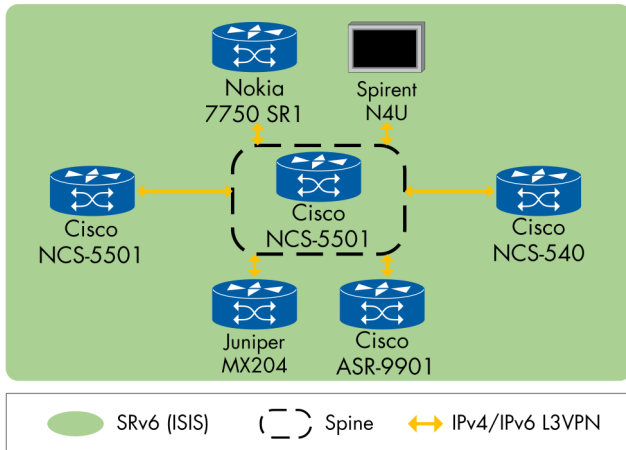 Nokia
7750 SR1
Spirent
N4U
Cisco
NCS-5501
Cisco
NCS-5501
Cisco
NCS-540
Juniper
MX204
Cisco
ASR-9901
SRv6 (ISIS)
Spine
IPv4/IPv6 L3VPN